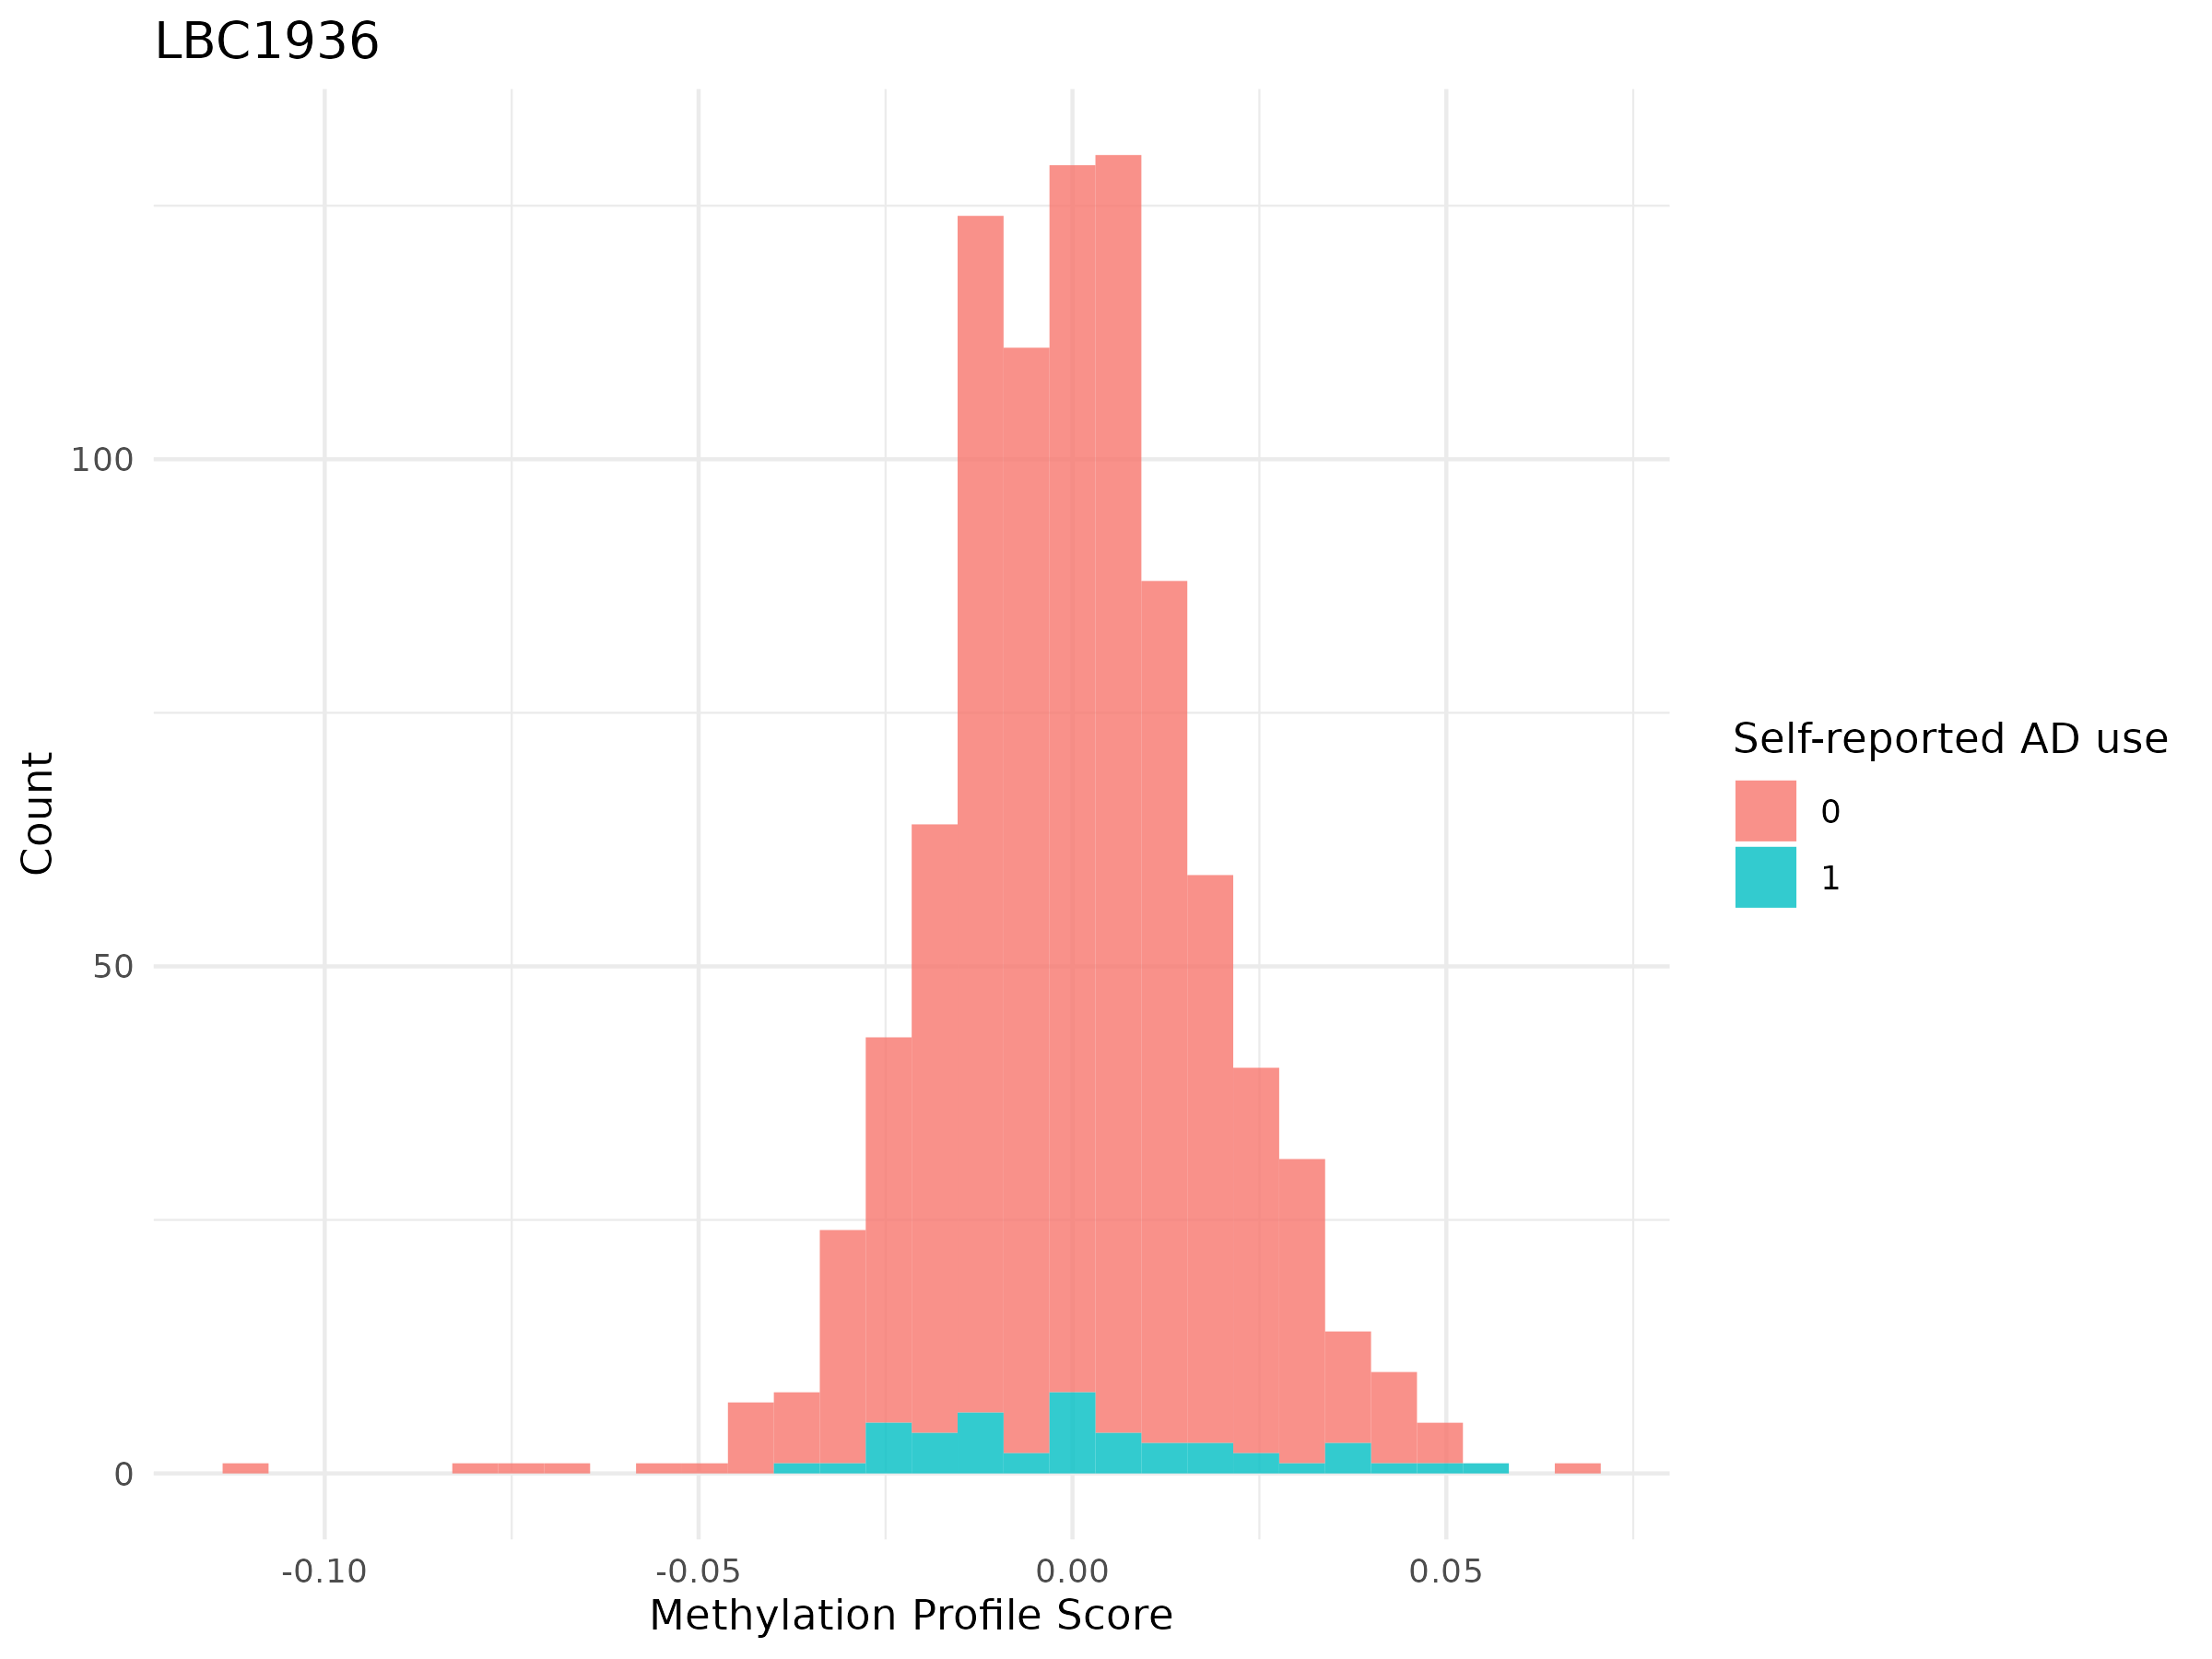 LBC1936
Count
100
50
0
-0.10
-0.05
0.00
0.05
Methylation Profile Score
Self-reported AD use
0
1